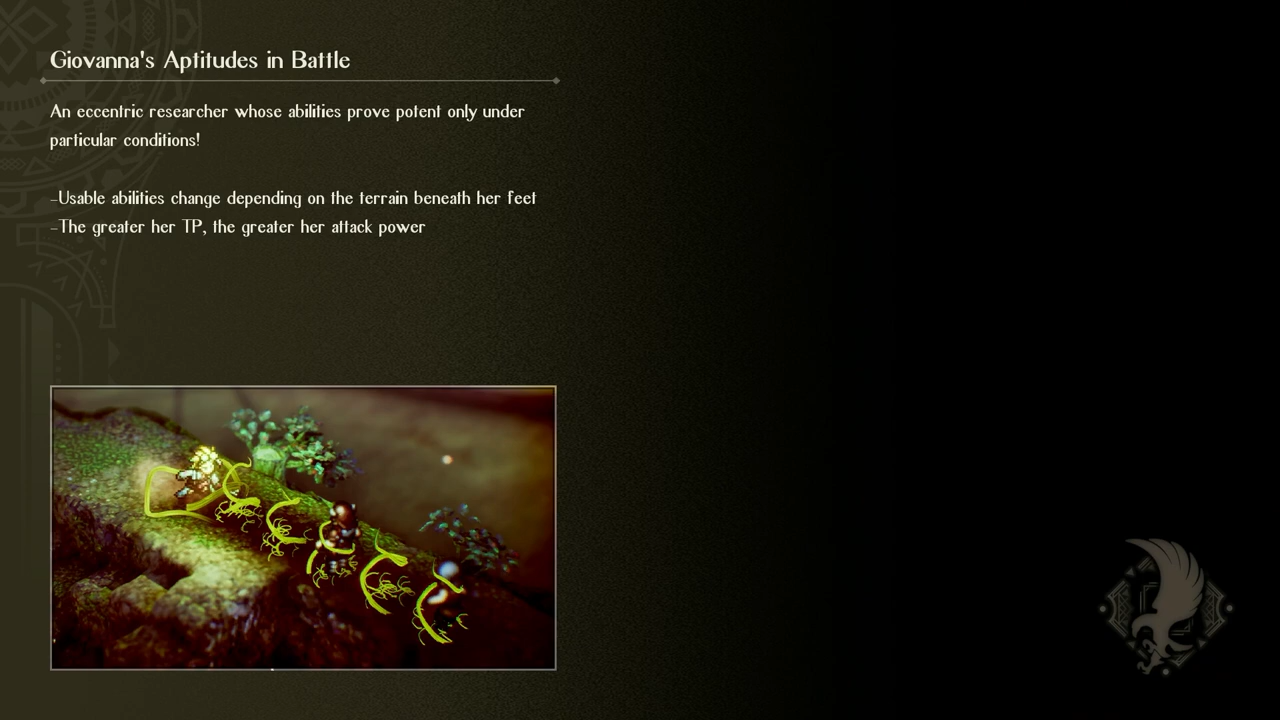 Giovanna's Aptitudes in Battle
An eccentric researcher whose abilities prove potent only under
particular conditions!
-Usable abilities change depending on the terrain beneath her feet
-The greater her TP, the greater her attack power